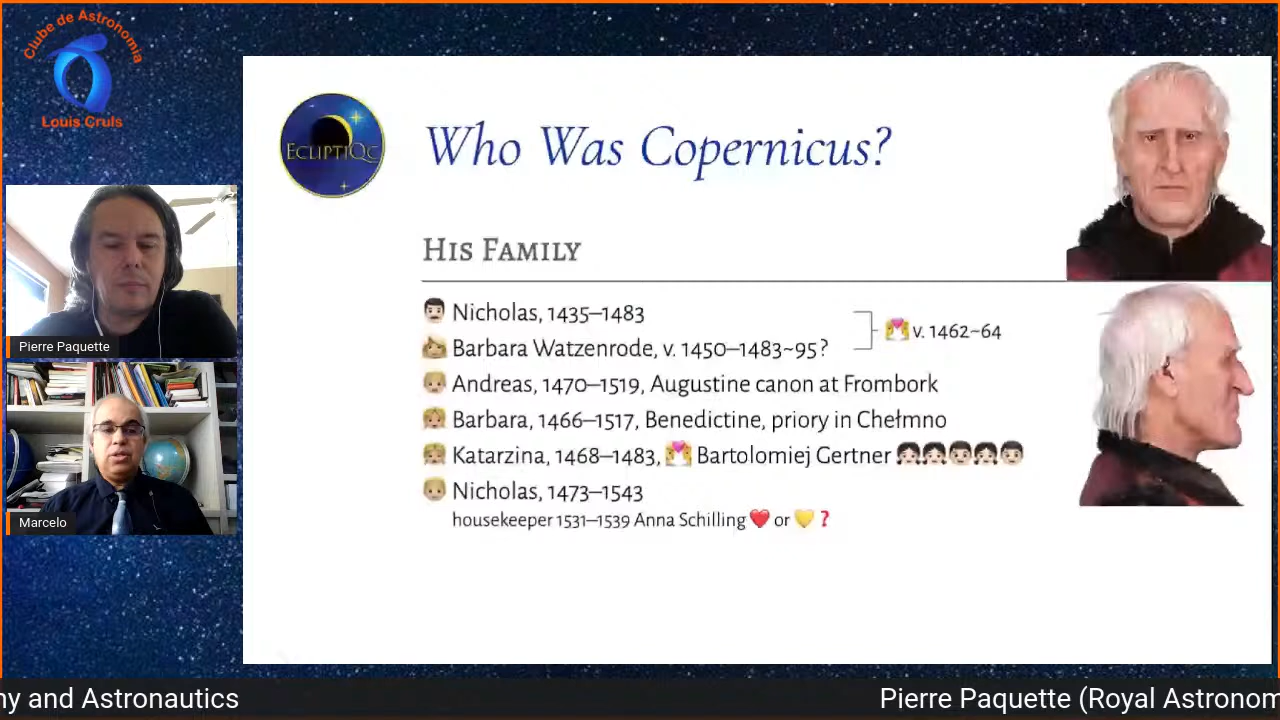 Clube de Astronomia
Louis Cruls
ECLIPTIQC
Who Was Copernicus?
HIS FAMILY
Nicholas, 1435–1483
Barbara Watzenrode, v. 1450–1483~95?
v. 1462~64
Andreas, 1470–1519, Augustine canon at Frombork
Barbara, 1466–1517, Benedictine, priory in Chełmno
Katarzina, 1468–1483, Bartolomiej Gertner
Nicholas, 1473–1543
housekeeper 1531–1539 Anna Schilling ❤️ or 💛 ❓
Pierre Paquette
Marcelo
ny and Astronautics
Pierre Paquette (Royal Astronom